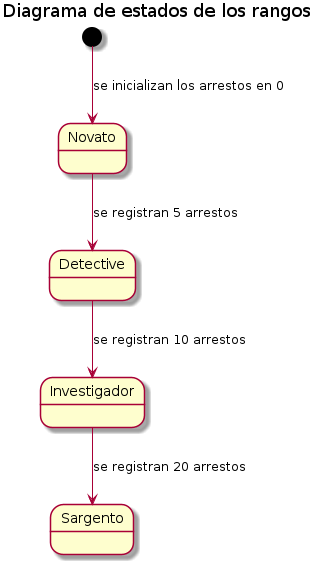 Diagrama de estados de los rangos
se inicializan los arrestos en 0
Novato
se registran 5 arrestos
Detective
se registran 10 arrestos
Investigador
se registran 20 arrestos
Sargento